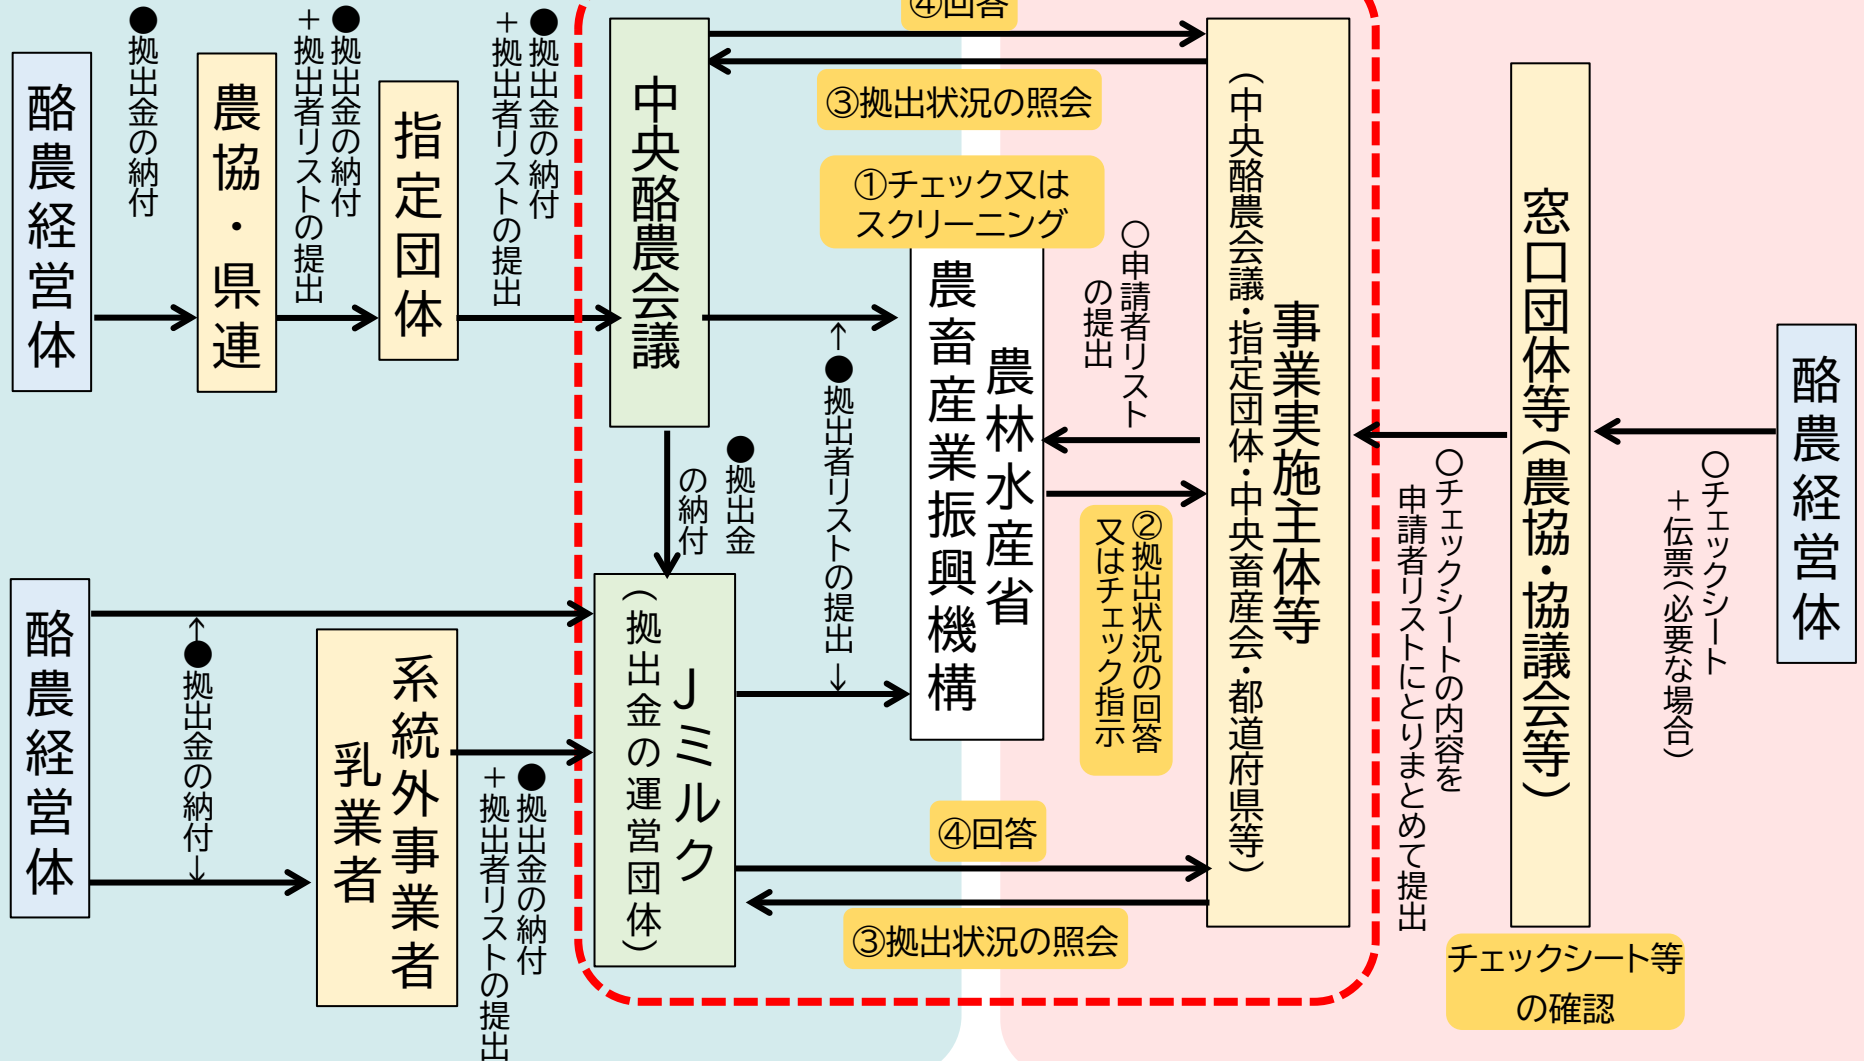 酪農経営体
●拠出金の納付
農協・県連
●拠出金の納付
＋拠出者リストの提出
指定団体
●拠出金の納付
＋拠出者リストの提出
中央酪農会議
④回答
③拠出状況の照会
①チェック又は
スクリーニング
農林水産省
農畜産業振興機構
↑●拠出者リストの提出↓
●拠出金
の納付
○申請者リスト
の提出
②拠出状況の回答
又はチェック指示
事業実施主体等
（中央酪農会議・指定団体・中央畜産会・都道府県等）
○チェックシートの内容を
申請者リストにとりまとめて提出
窓口団体等（農協・協議会等）
○チェックシート
＋伝票（必要な場合）
酪農経営体
チェックシート等
の確認
酪農経営体
↑●拠出金の納付↓
系統外事業者
乳業者
●拠出金の納付
＋拠出者リストの提出
Ｊミルク
（拠出金の運営団体）
④回答
③拠出状況の照会